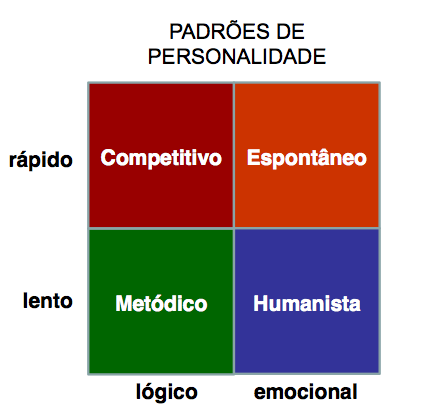 PADRÕES DE
PERSONALIDADE
rápido
Competitivo
Espontâneo
lento
Metódico
Humanista
lógico
emocional